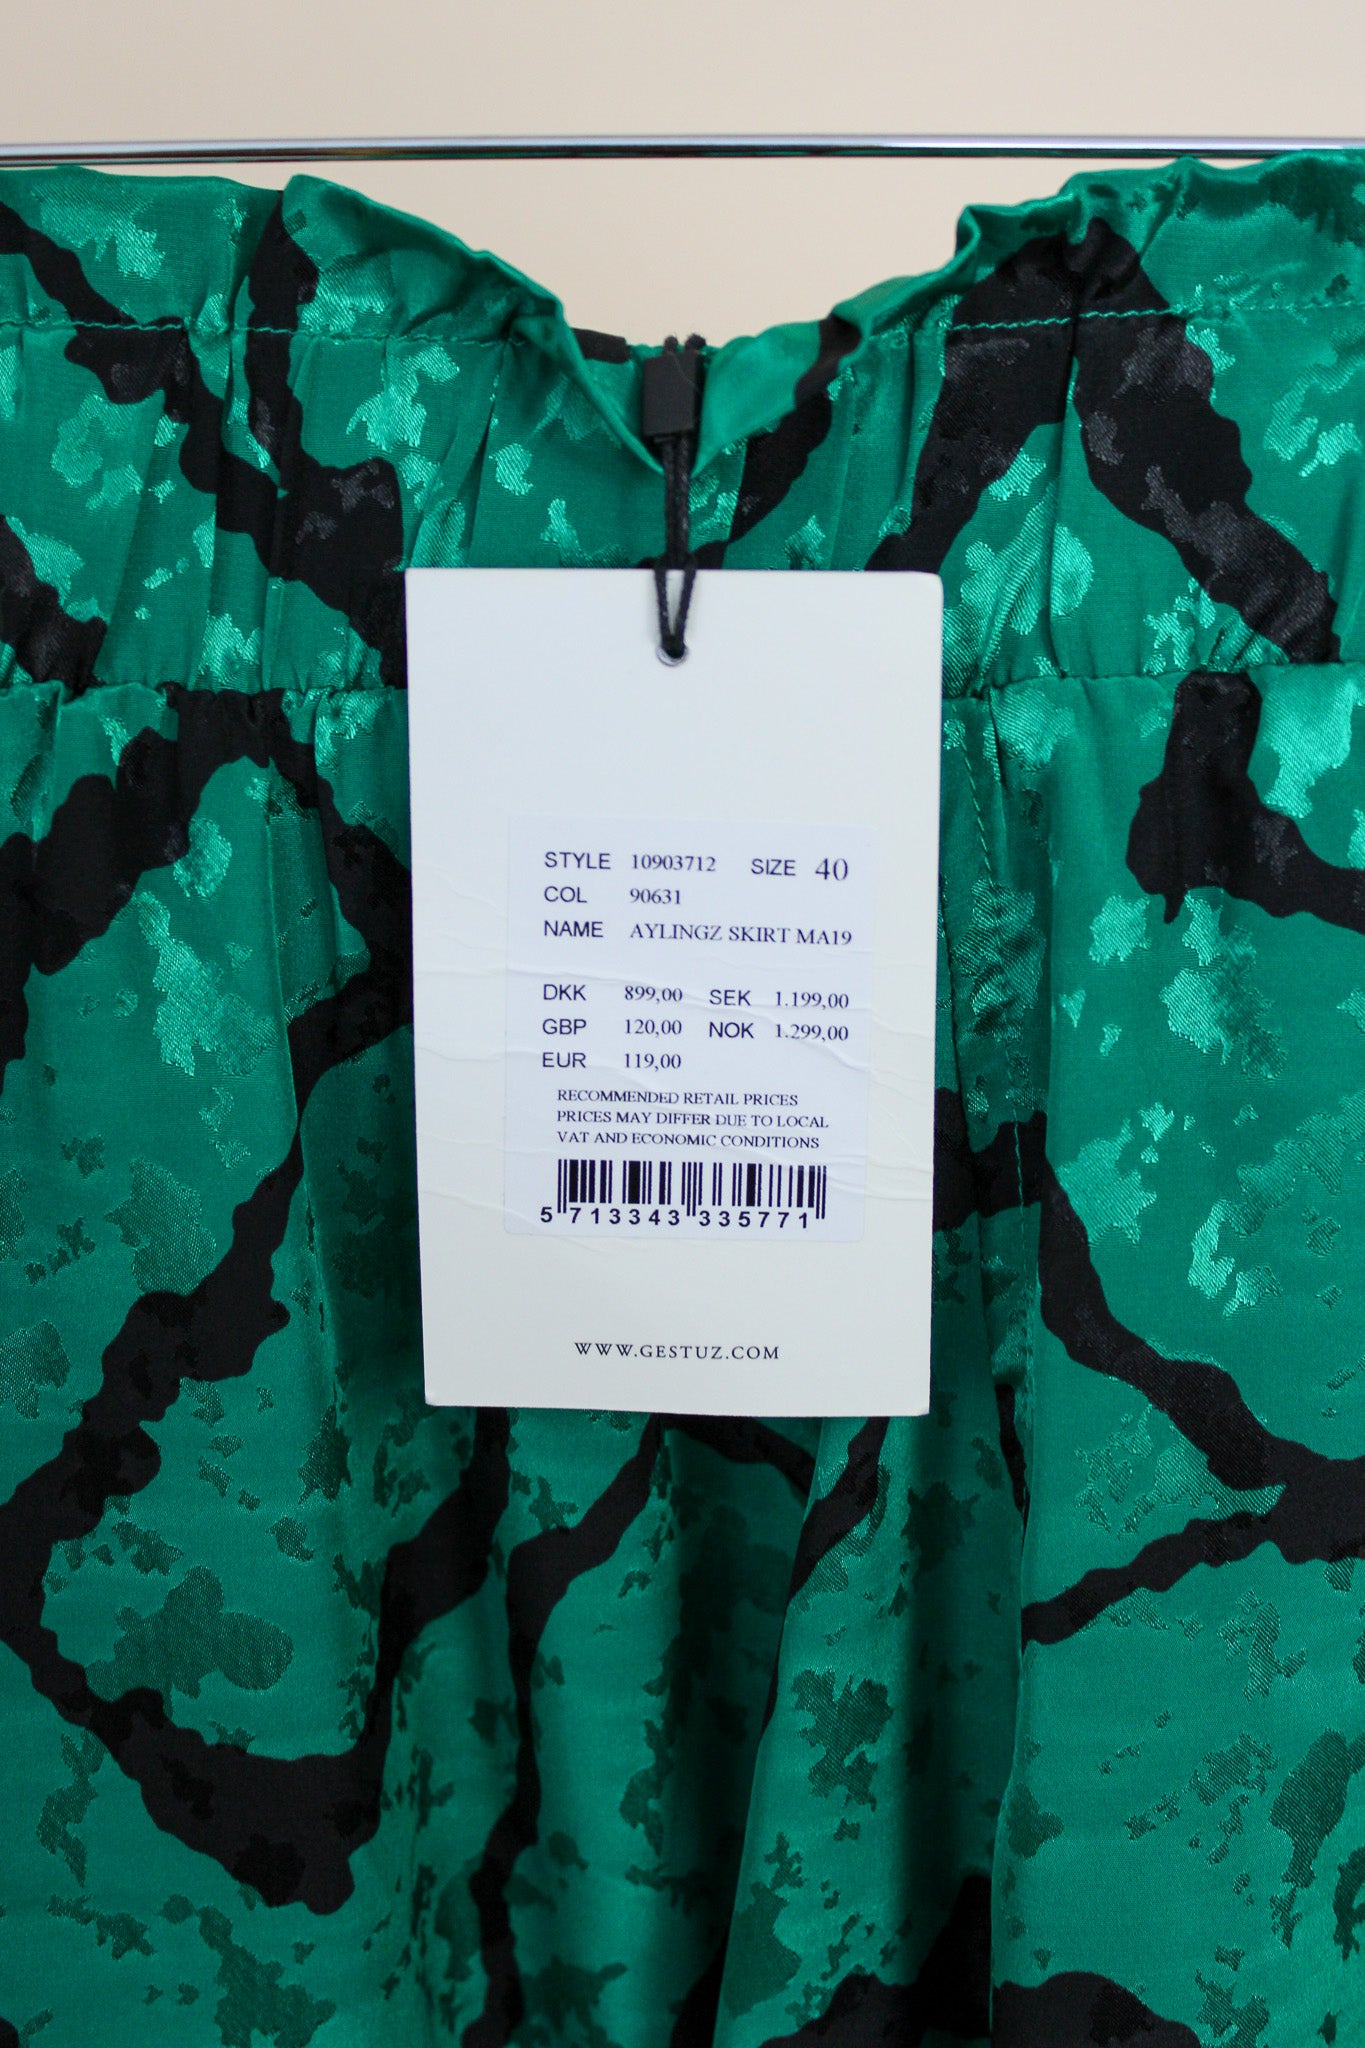 STYLE 10903712 SIZE 40
COL 90631
NAME AYLINGZ SKIRT MA19
DKK 899,00 SEK 1.199,00
GBP 120,00 NOK 1.299,00
EUR 119,00
RECOMMENDED RETAIL PRICES
PRICES MAY DIFFER DUE TO LOCAL
VAT AND ECONOMIC CONDITIONS
5 713343 335771
WWW.GESTUZ.COM